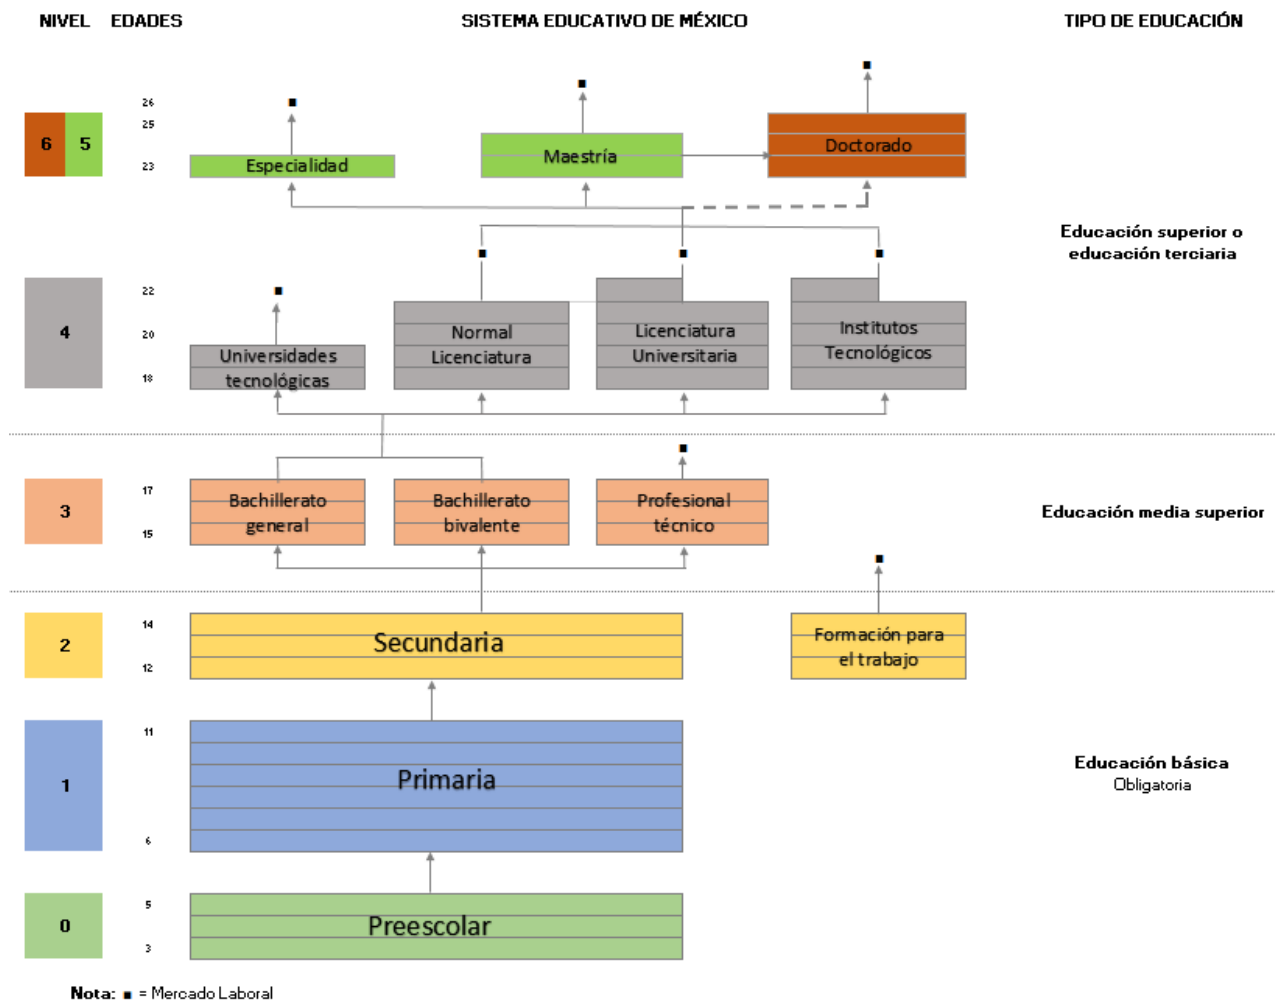 NIVEL EDADES SISTEMA EDUCATIVO DE MÉXICO TIPO DE EDUCACIÓN
26
25
23
6 5
Especialidad
Maestría
Doctorado
Educación superior o
educación terciaria
22
20
18
4
Universidades
tecnológicas
Normal
Licenciatura
Licenciatura
Universitaria
Institutos
Tecnológicos
17
15
3
Bachillerato
general
Bachillerato
bivalente
Profesional
técnico
Educación media superior
14
12
2
Secundaria
Formación para
el trabajo
11
6
1
Primaria
Educación básica
Obligatoria
5
3
0
Preescolar
Nota: ■ = Mercado Laboral